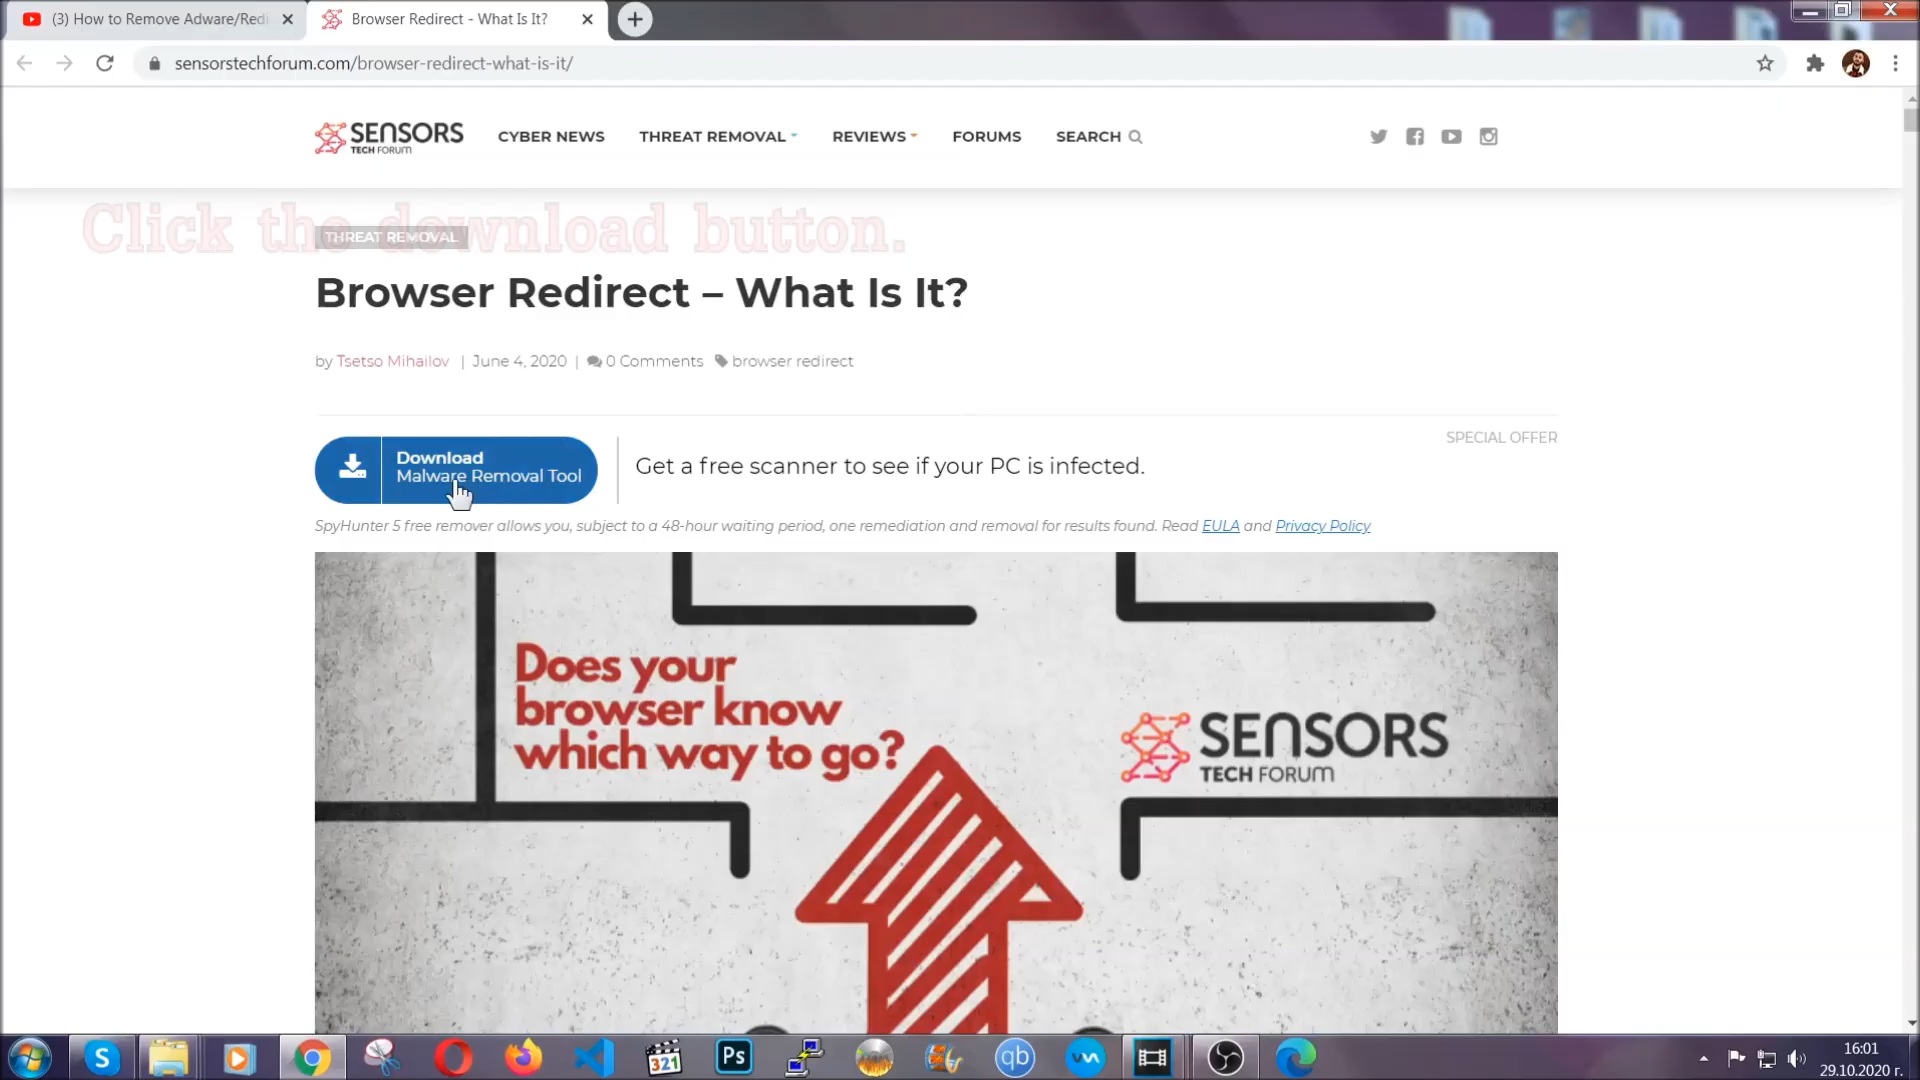 (3) How to Remove Adware/Redi
Browser Redirect - What Is It?
sensorstechforum.com/browser-redirect-what-is-it/
SENSORS
TECH FORUM
CYBER NEWS
THREAT REMOVAL
REVIEWS
FORUMS
SEARCH
Click the download button.
THREAT REMOVAL
Browser Redirect – What Is It?
by Tsetso Mihailov | June 4, 2020 | 0 Comments browser redirect
SPECIAL OFFER
Download
Malware Removal Tool
Get a free scanner to see if your PC is infected.
SpyHunter 5 free remover allows you, subject to a 48-hour waiting period, one remediation and removal for results found. Read EULA and Privacy Policy
Does your
browser know
which way to go?
SENSORS
TECH FORUM
S
321
Ps
qb
16:01
29.10.2020 г.